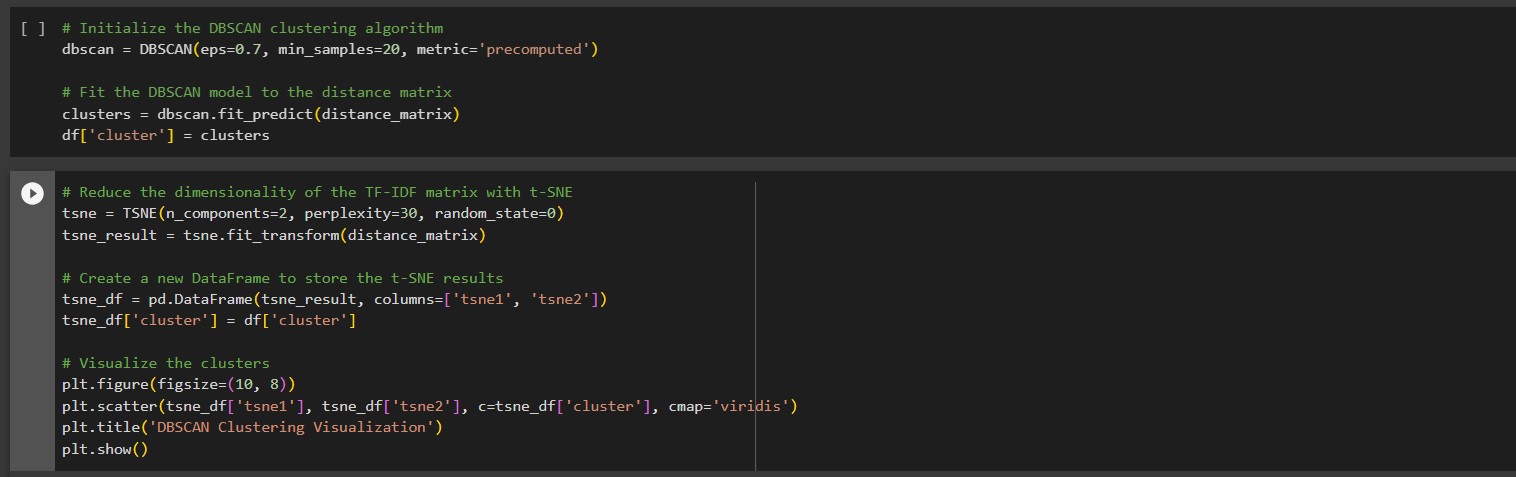 [ ] # Initialize the DBSCAN clustering algorithm
dbscan = DBSCAN(eps=0.7, min_samples=20, metric='precomputed')
# Fit the DBSCAN model to the distance matrix
clusters = dbscan.fit_predict(distance_matrix)
df['cluster'] = clusters
# Reduce the dimensionality of the TF-IDF matrix with t-SNE
tsne = TSNE(n_components=2, perplexity=30, random_state=0)
tsne_result = tsne.fit_transform(distance_matrix)
# Create a new DataFrame to store the t-SNE results
tsne_df = pd.DataFrame(tsne_result, columns=['tsne1', 'tsne2'])
tsne_df['cluster'] = df['cluster']
# Visualize the clusters
plt.figure(figsize=(10, 8))
plt.scatter(tsne_df['tsne1'], tsne_df['tsne2'], c=tsne_df['cluster'], cmap='viridis')
plt.title('DBSCAN Clustering Visualization')
plt.show()